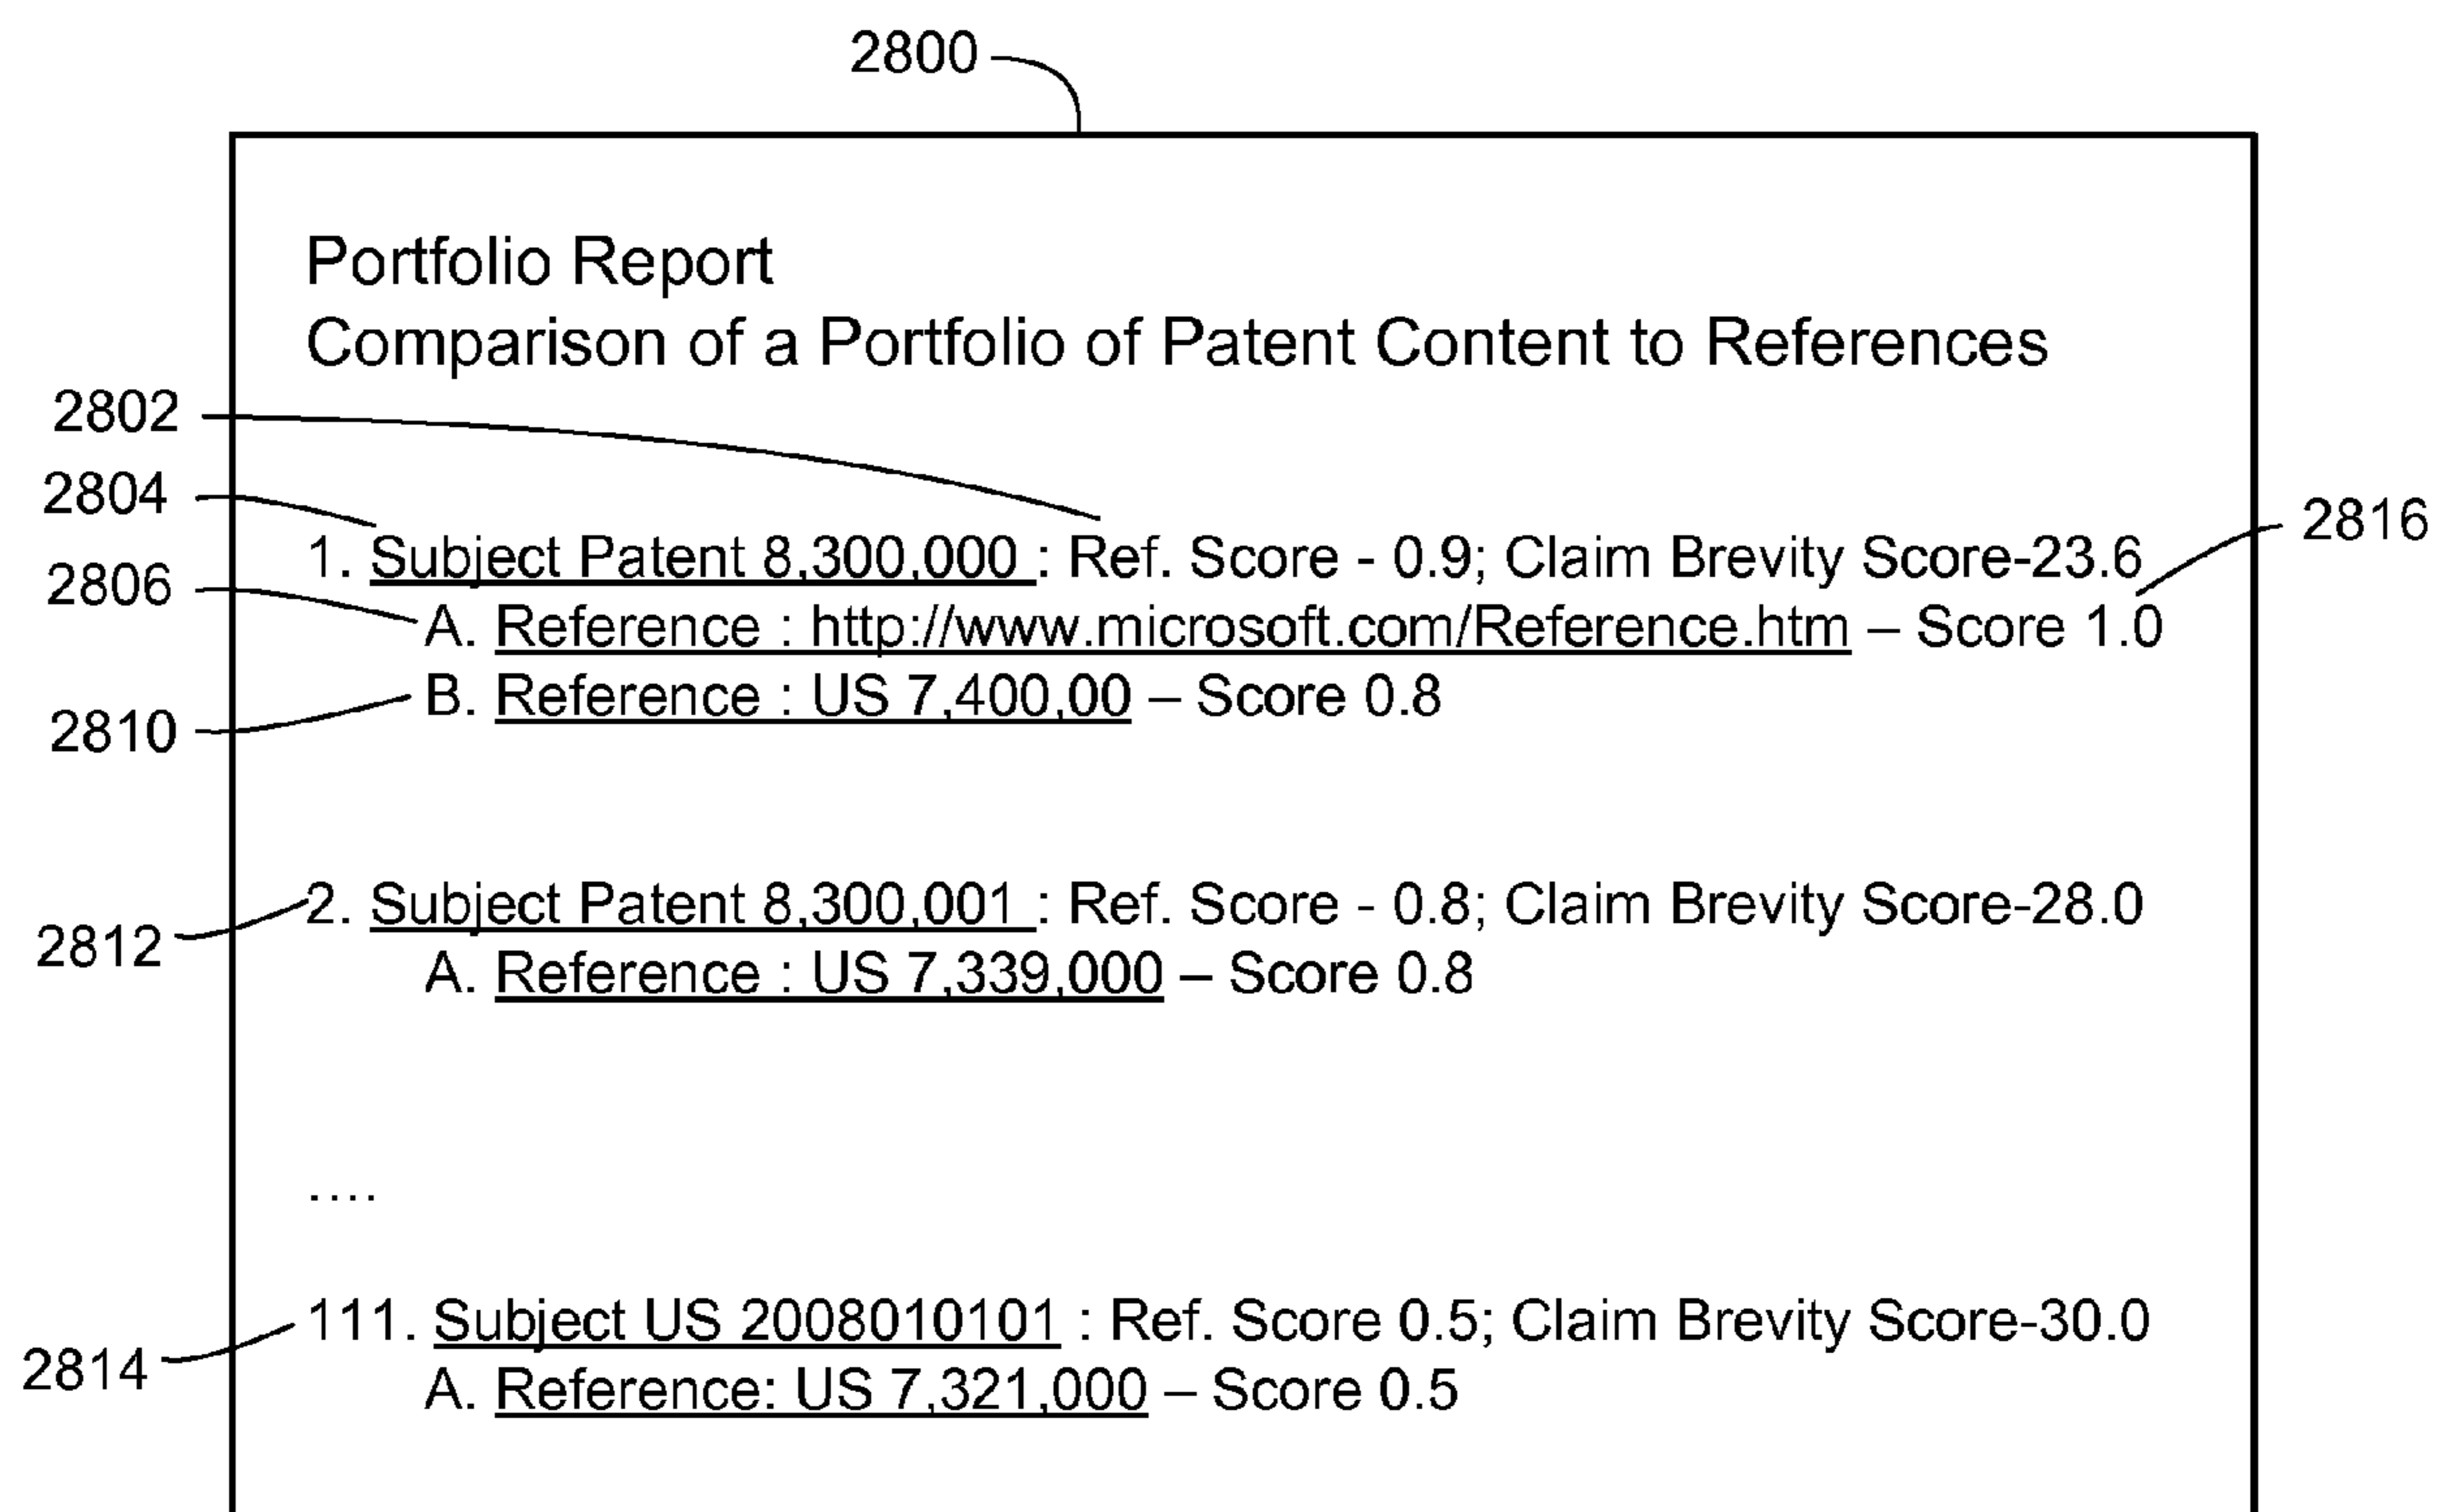 2800
Portfolio Report
Comparison of a Portfolio of Patent Content to References
2802
2804
2816
1. Subject Patent 8,300,000 : Ref. Score - 0.9; Claim Brevity Score-23.6
2806
A. Reference : http://www.microsoft.com/Reference.htm – Score 1.0
B. Reference : US 7,400,00 – Score 0.8
2810
2. Subject Patent 8,300,001 : Ref. Score - 0.8; Claim Brevity Score-28.0
2812
A. Reference : US 7,339,000 – Score 0.8
....
111. Subject US 2008010101 : Ref. Score 0.5; Claim Brevity Score-30.0
2814
A. Reference: US 7,321,000 – Score 0.5